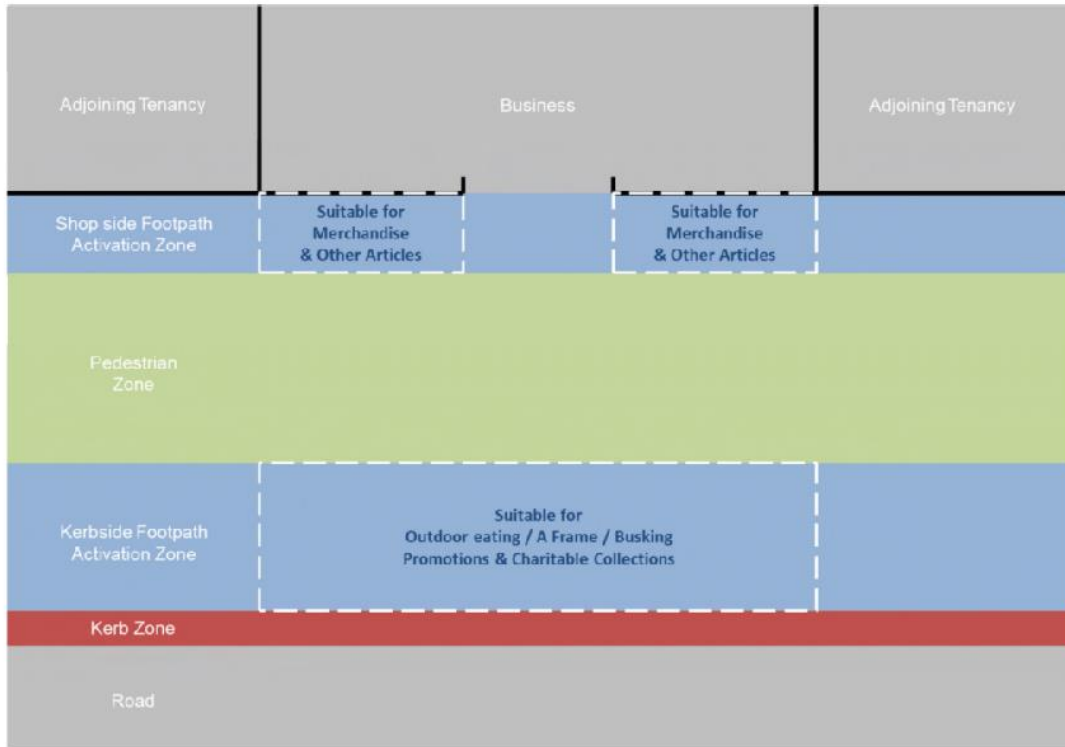 Adjoining Tenancy
Business
Adjoining Tenancy
Shop side Footpath
Activation Zone
Suitable for
Merchandise
& Other Articles
Suitable for
Merchandise
& Other Articles
Pedestrian
Zone
Kerbside Footpath
Activation Zone
Suitable for
Outdoor eating / A Frame / Busking
Promotions & Charitable Collections
Kerb Zone
Road